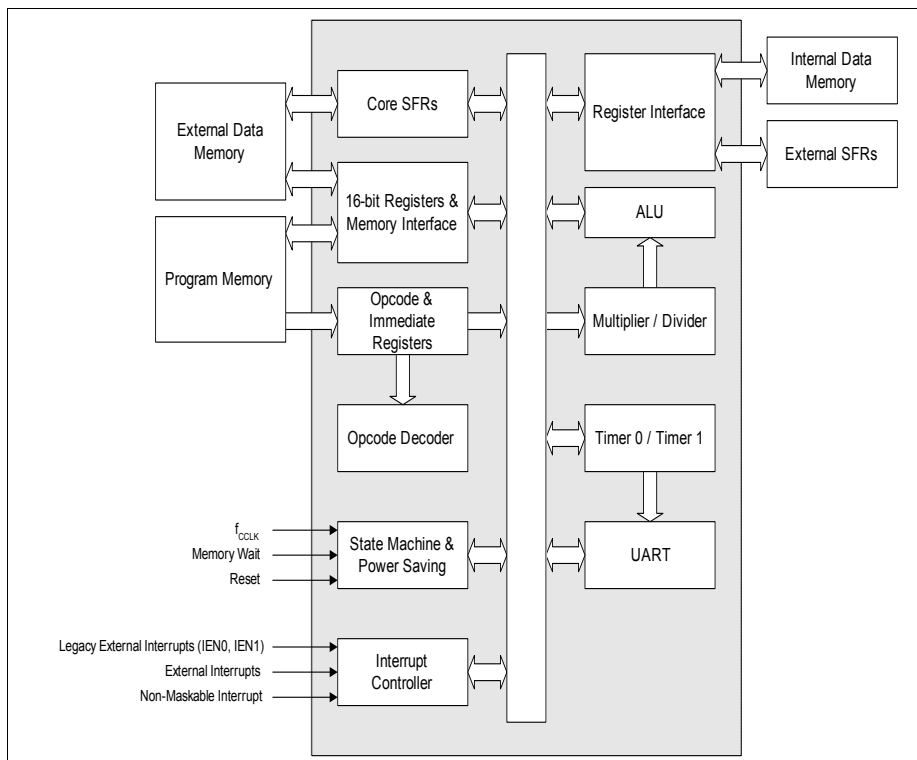 Internal Data
Memory
Core SFRs
Register Interface
External Data
Memory
External SFRs
16-bit Registers &
Memory Interface
ALU
Program Memory
Opcode &
Immediate
Registers
Multiplier / Divider
Opcode Decoder
Timer 0 / Timer 1
fCCLK
Memory Wait
Reset
State Machine &
Power Saving
UART
Legacy External Interrupts (IEN0, IEN1)
External Interrupts
Non-Maskable Interrupt
Interrupt
Controller